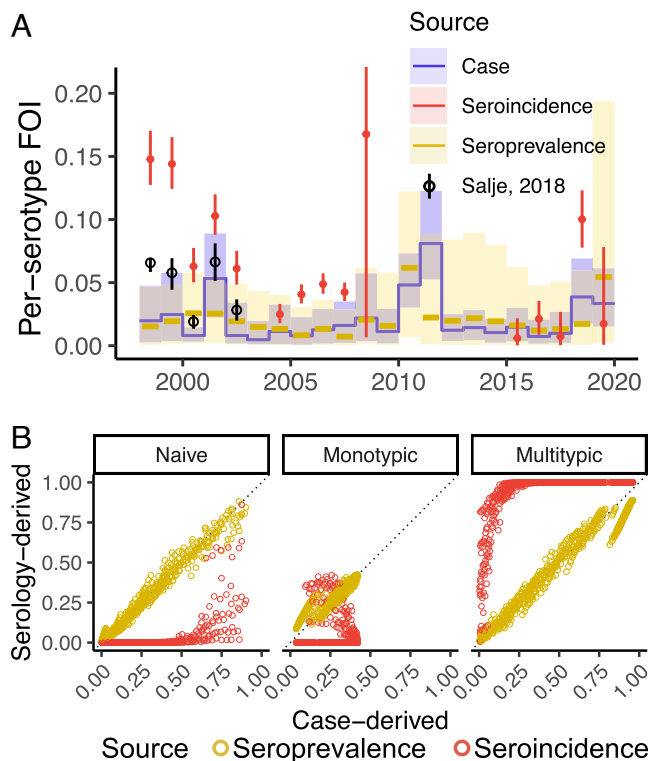 A
Source
Case
Seroincidence
Seroprevalence
Salje, 2018
Per-serotype FOI
0.20
0.15
0.10
0.05
0.00
2000 2005 2010 2015 2020
B
Naive Monotypic Multitypic
Serology-derived
1.00
0.75
0.50
0.25
0.00
0.00 0.25 0.50 0.75 1.00 0.00 0.25 0.50 0.75 1.00 0.00 0.25 0.50 0.75 1.00
Case-derived
Source Seroprevalence Seroincidence